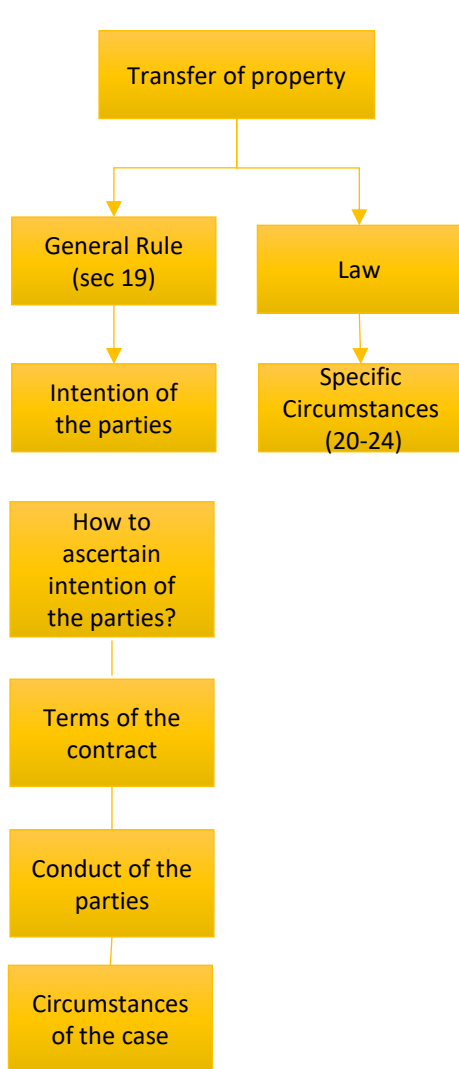 Transfer of property
General Rule
(sec 19)
Law
Intention of
the parties
Specific
Circumstances
(20-24)
How to
ascertain
intention of
the parties?
Terms of the
contract
Conduct of the
parties
Circumstances
of the case